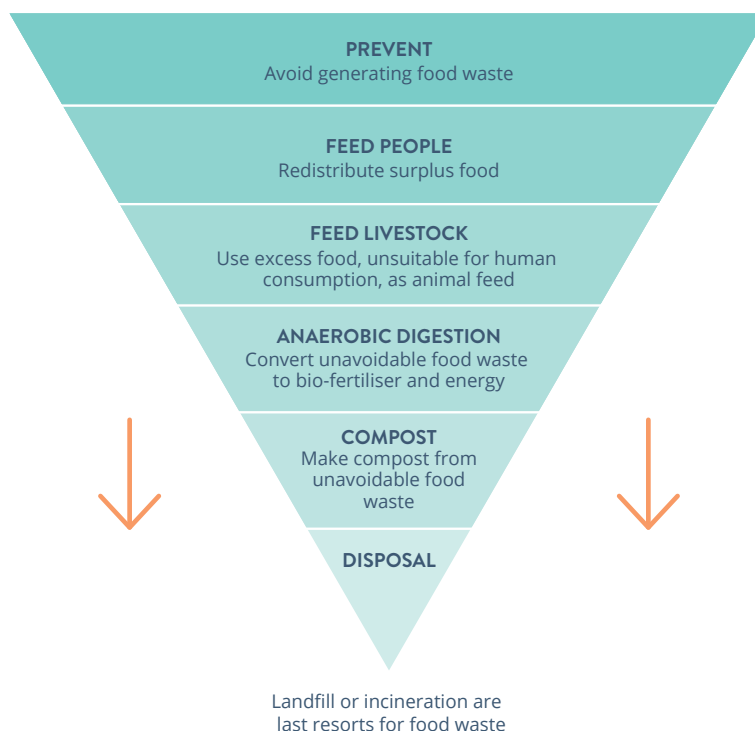 PREVENT
Avoid generating food waste
FEED PEOPLE
Redistribute surplus food
FEED LIVESTOCK
Use excess food, unsuitable for human
consumption, as animal feed
ANAEROBIC DIGESTION
Convert unavoidable food waste
to bio-fertiliser and energy
COMPOST
Make compost from
unavoidable food
waste
DISPOSAL
Landfill or incineration are
last resorts for food waste